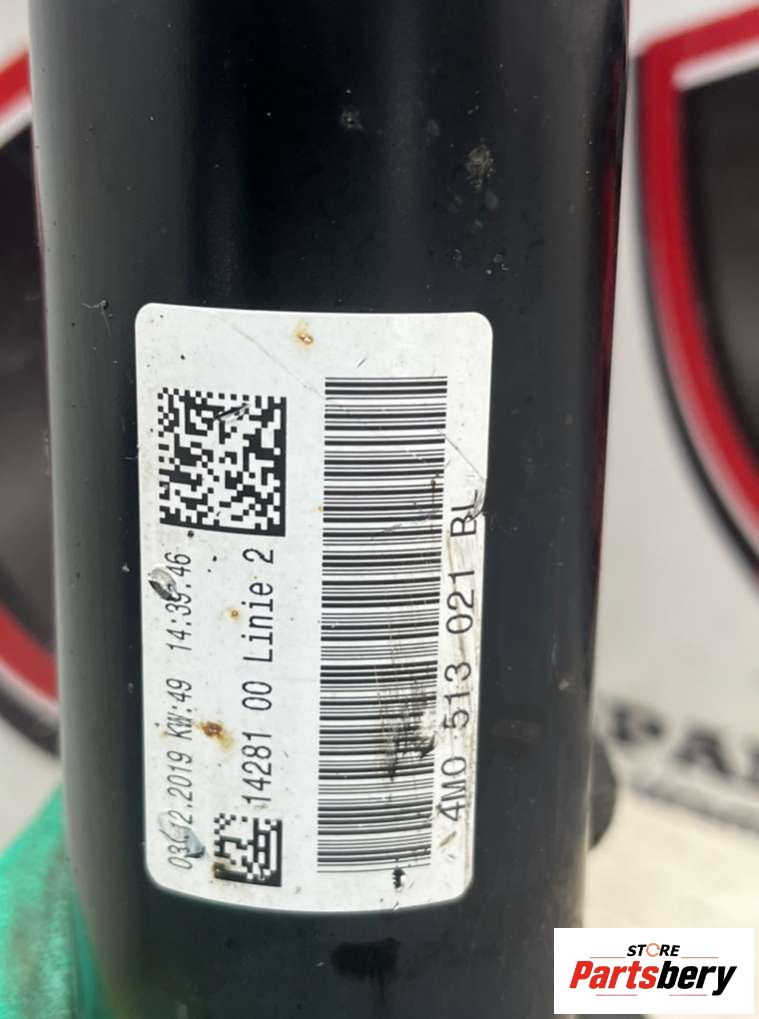 03.12.2019 KW:49 14:39:46
14281 00 Linie 2
4M0 513 021 BL
STORE
Partsbery